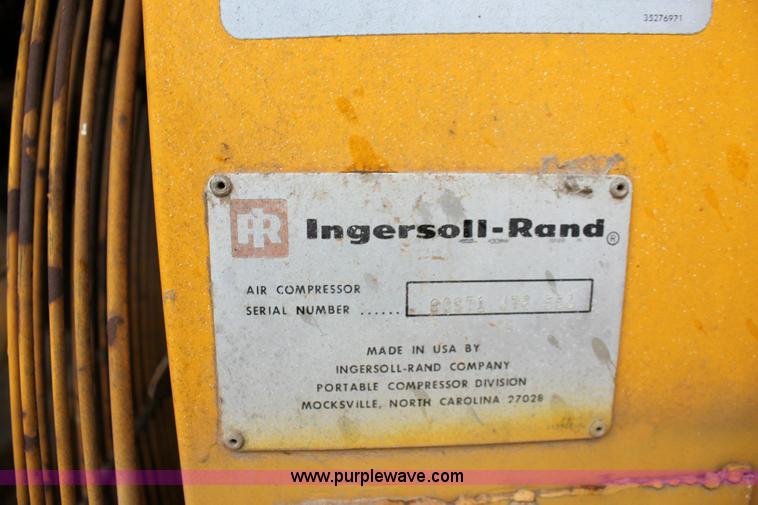 35276971
IR Ingersoll-Rand ®
AIR COMPRESSOR
SERIAL NUMBER ......
MADE IN USA BY
INGERSOLL-RAND COMPANY
PORTABLE COMPRESSOR DIVISION
MOCKSVILLE, NORTH CAROLINA 27028
www.purplewave.com